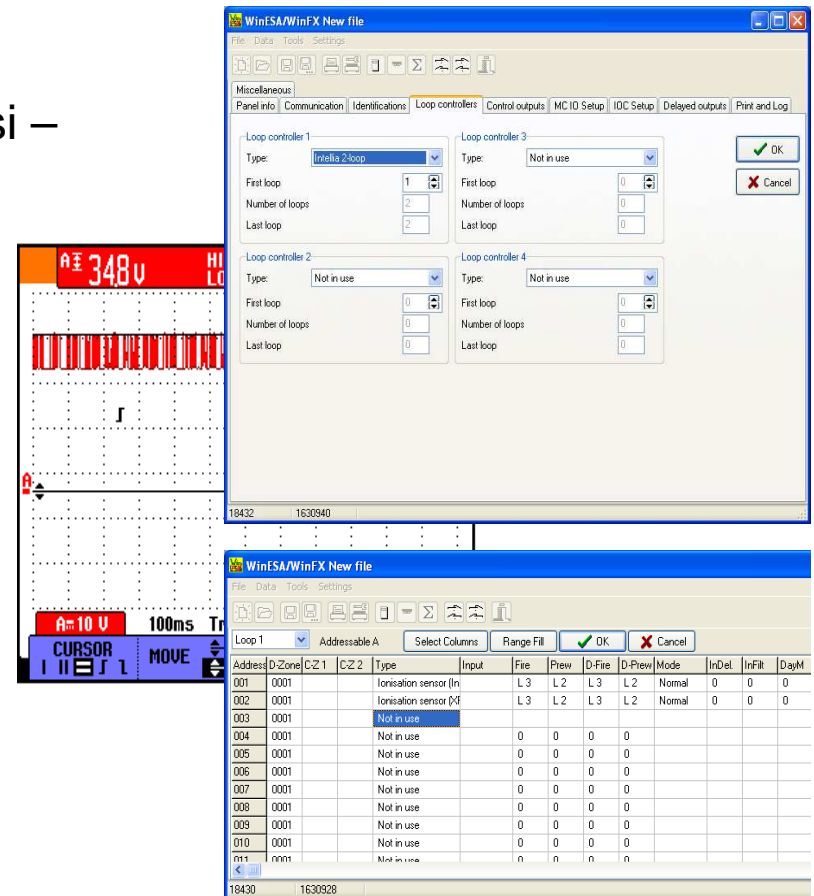 si –
WinESA/WinFX New file
File Data Tools Settings
Miscellaneous
Panel info Communication Identifications Loop controllers Control outputs MC IO Setup IOC Setup Delayed outputs Print and Log
Loop controller 1
Type: Intellia 2-loop
First loop 1
Number of loops 2
Last loop 2
Loop controller 3
Type: Not in use
First loop 0
Number of loops 0
Last loop 0
OK
Cancel
Loop controller 2
Type: Not in use
First loop 0
Number of loops 0
Last loop 0
Loop controller 4
Type: Not in use
First loop 0
Number of loops 0
Last loop 0
18432 1630940
A 34.8 V HI
LO
A
A 10 V 100ms Tr
CURSOR MOVE
WinESA/WinFX New file
File Data Tools Settings
Loop 1 Addressable A Select Columns Range Fill OK Cancel
Address D-Zone C-Z 1 C-Z 2 Type Input Fire Prew D-Fire D-Prew Mode InDel. InFilt DayM
001 0001 Ionisation sensor (In L 3 L 2 L 3 L 2 Normal 0 0 0
002 0001 Ionisation sensor (XF L 3 L 2 L 3 L 2 Normal 0 0 0
003 0001 Not in use
004 0001 Not in use 0 0 0 0
005 0001 Not in use 0 0 0 0
006 0001 Not in use 0 0 0 0
007 0001 Not in use 0 0 0 0
008 0001 Not in use 0 0 0 0
009 0001 Not in use 0 0 0 0
010 0001 Not in use 0 0 0 0
011 0001 Not in use 0 0 0 0
18430 1630928